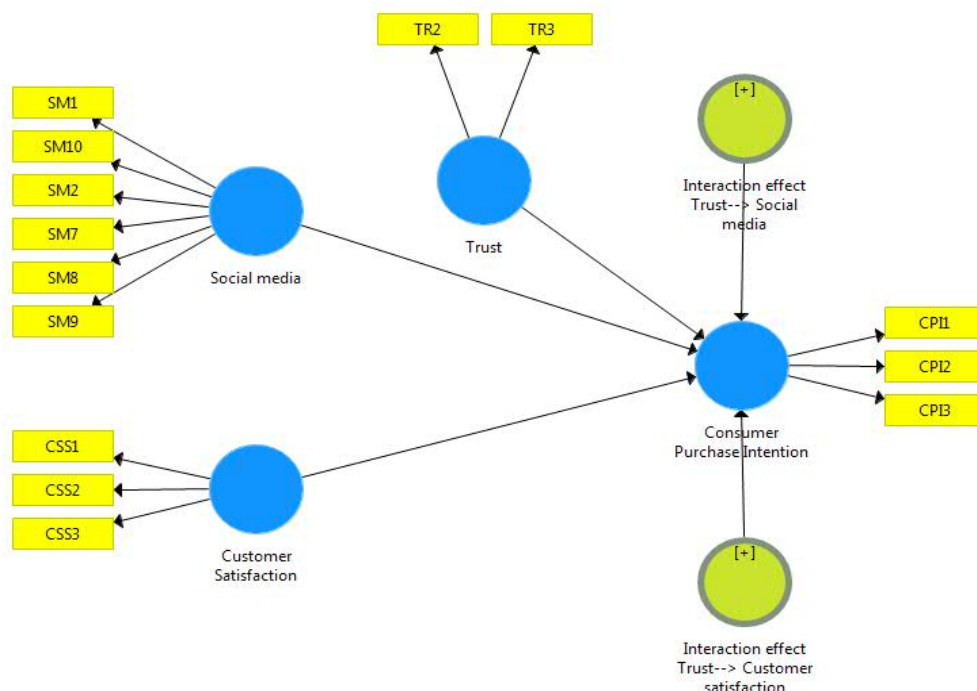 TR2
TR3
SM1
SM10
SM2
SM7
SM8
SM9
Social media
Trust
[+]
Interaction effect
Trust--> Social
media
CPI1
CPI2
CPI3
Consumer
Purchase Intention
CSS1
CSS2
CSS3
Customer
Satisfaction
[+]
Interaction effect
Trust--> Customer
satisfaction